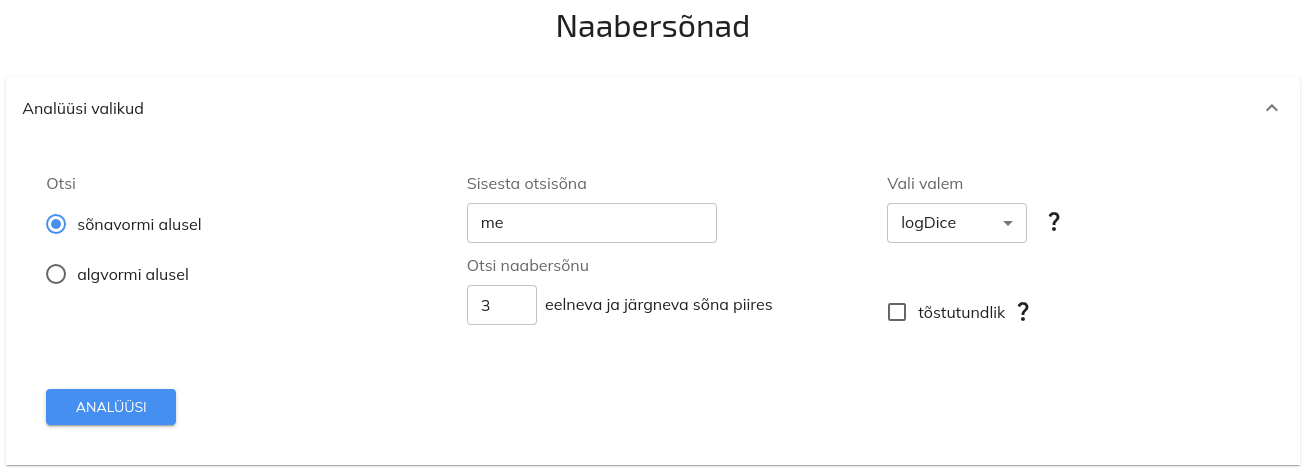 Naabersõnad
Analüüsi valikud
Otsi
sõnavormi alusel
algvormi alusel
Sisesta otsisõna
me
Otsi naabersõnu
3 eelneva ja järgneva sõna piires
Vali valem
logDice ?
tõstutundlik ?
ANALÜÜSI